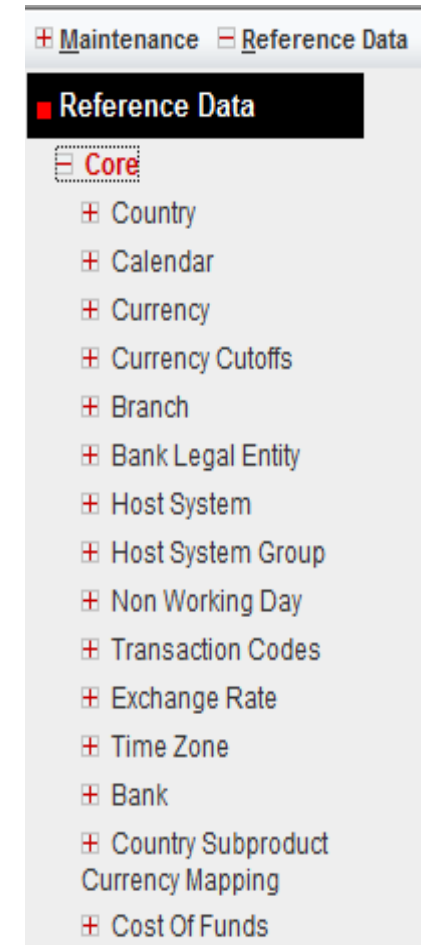 Maintenance Reference Data
Reference Data
Core
Country
Calendar
Currency
Currency Cutoffs
Branch
Bank Legal Entity
Host System
Host System Group
Non Working Day
Transaction Codes
Exchange Rate
Time Zone
Bank
Country Subproduct
Currency Mapping
Cost Of Funds